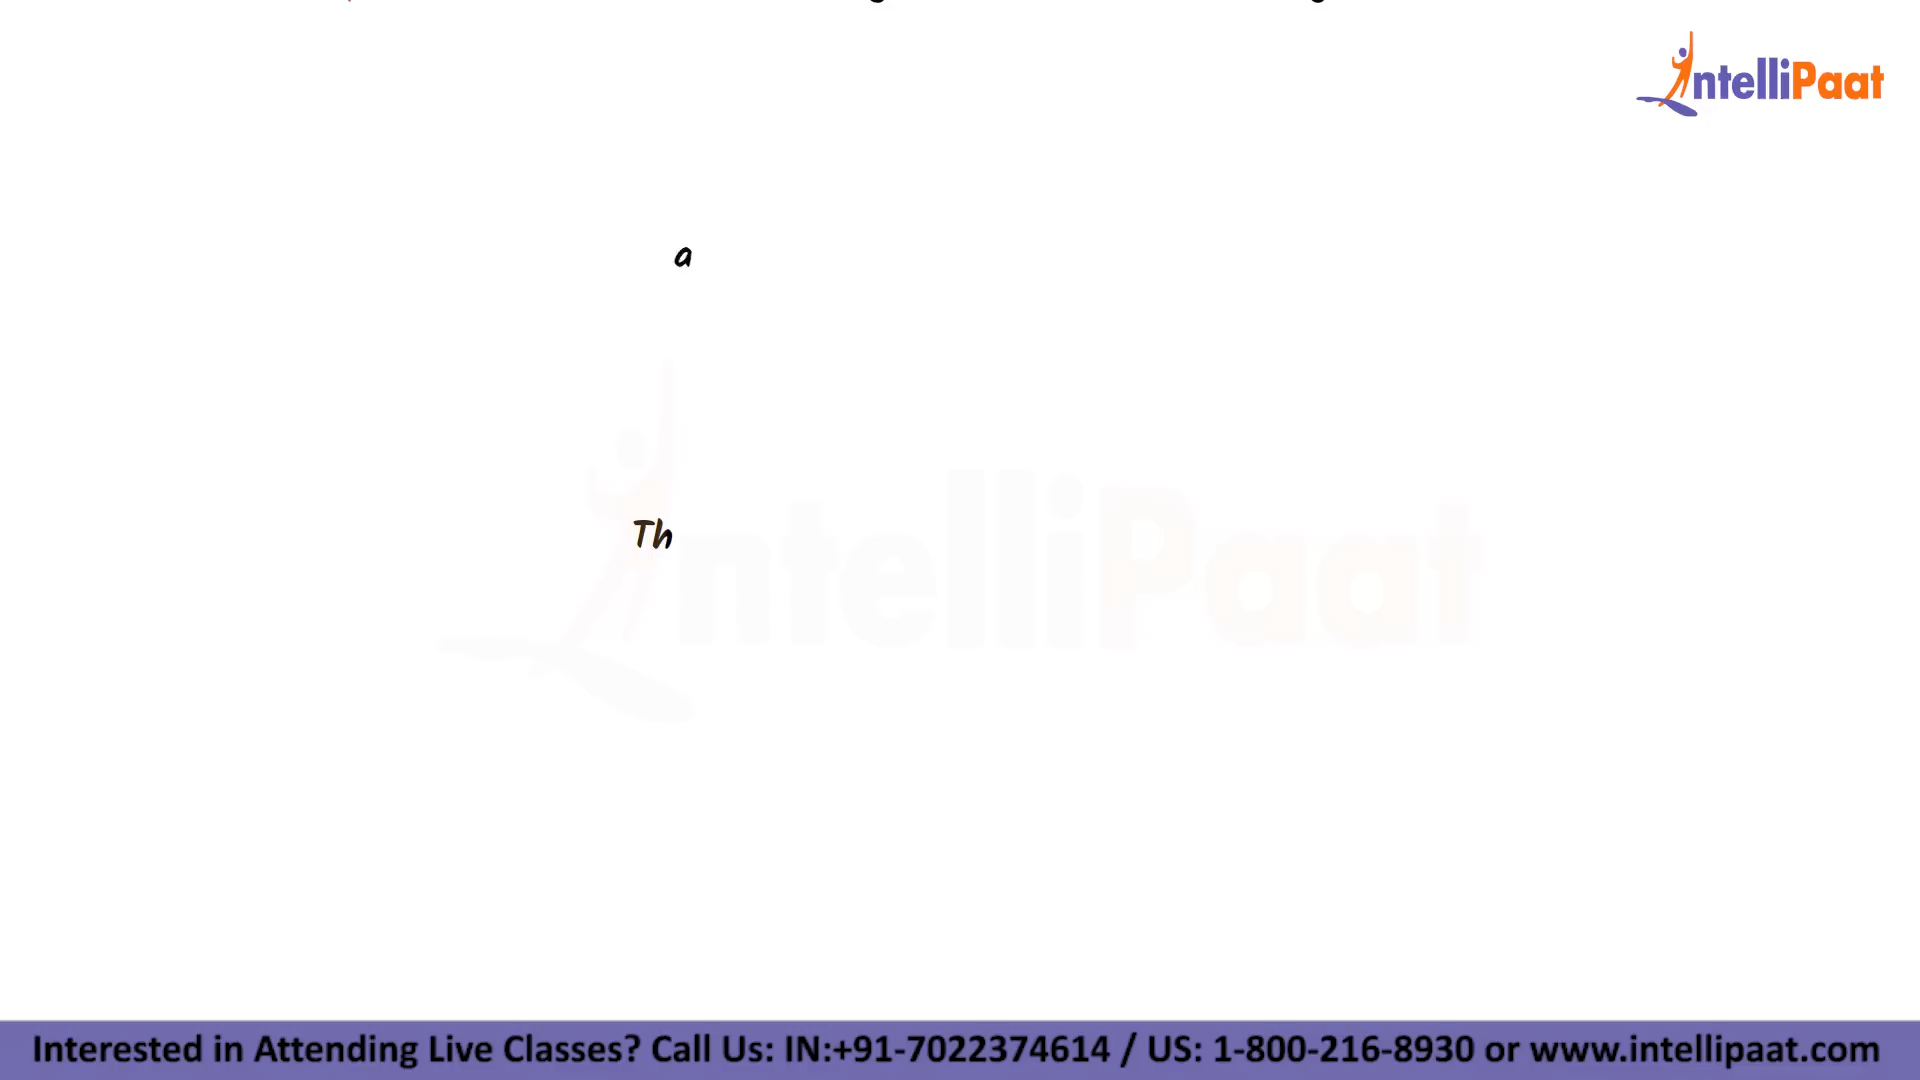 IntelliPaat
a
Th
IntelliPaat
Interested in Attending Live Classes? Call Us: IN:+91-7022374614 / US: 1-800-216-8930 or www.intellipaat.com